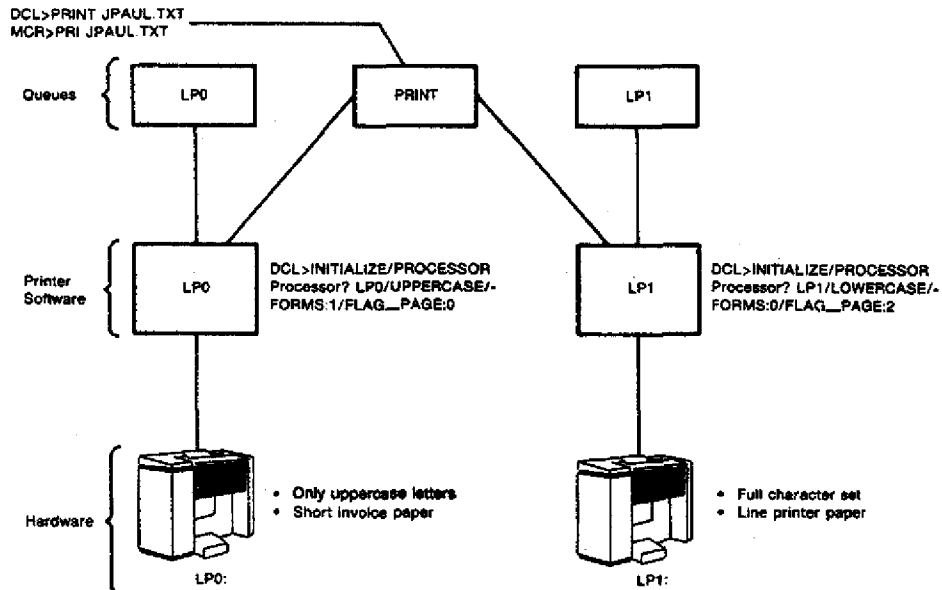 DCL>PRINT JPAUL.TXT
MCR>PRI JPAUL.TXT
Queues
LP0
PRINT
LP1
Printer
Software
LP0
DCL>INITIALIZE/PROCESSOR
Processor? LP0/UPPERCASE/-
FORMS:1/FLAG__PAGE:0
LP1
DCL>INITIALIZE/PROCESSOR
Processor? LP1/LOWERCASE/-
FORMS:0/FLAG__PAGE:2
Hardware
• Only uppercase letters
• Short invoice paper
LP0:
• Full character set
• Line printer paper
LP1: